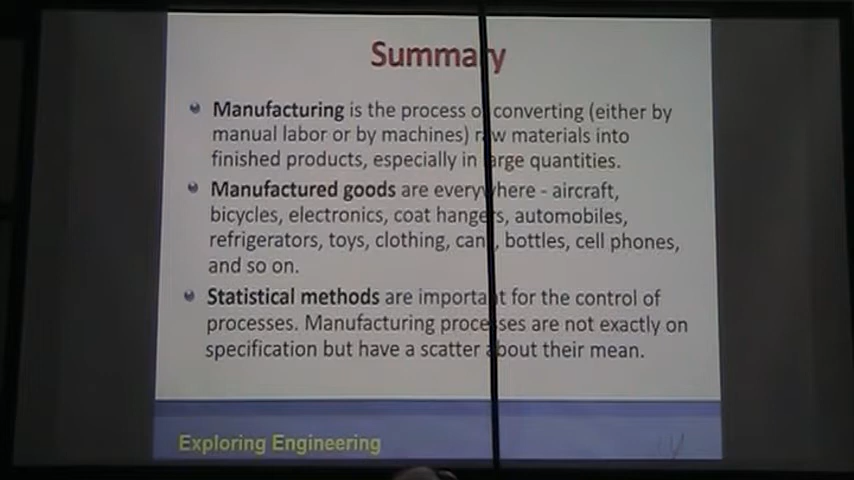 Summary
Manufacturing is the process of converting (either by
manual labor or by machines) raw materials into
finished products, especially in large quantities.
Manufactured goods are everywhere - aircraft,
bicycles, electronics, coat hangers, automobiles,
refrigerators, toys, clothing, cans, bottles, cell phones,
and so on.
Statistical methods are important for the control of
processes. Manufacturing processes are not exactly on
specification but have a scatter about their mean.
Exploring Engineering